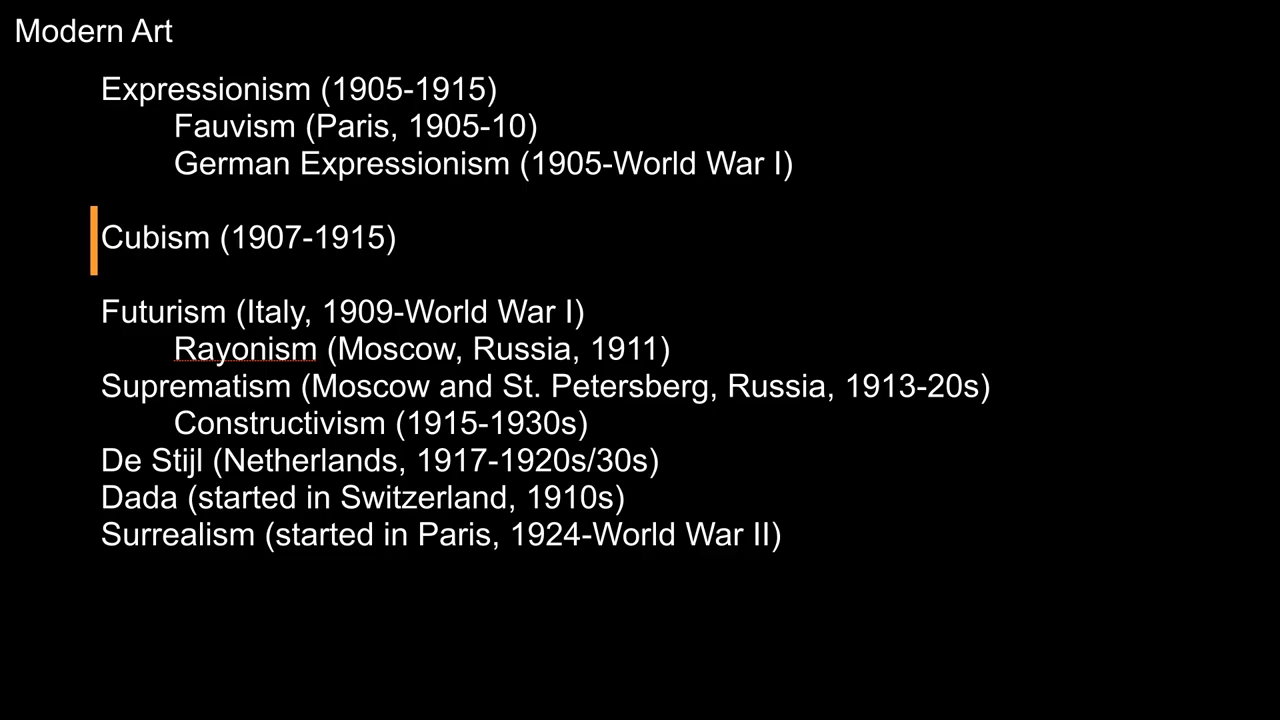 Modern Art
Expressionism (1905-1915)
Fauvism (Paris, 1905-10)
German Expressionism (1905-World War I)
Cubism (1907-1915)
Futurism (Italy, 1909-World War I)
Rayonism (Moscow, Russia, 1911)
Suprematism (Moscow and St. Petersberg, Russia, 1913-20s)
Constructivism (1915-1930s)
De Stijl (Netherlands, 1917-1920s/30s)
Dada (started in Switzerland, 1910s)
Surrealism (started in Paris, 1924-World War II)